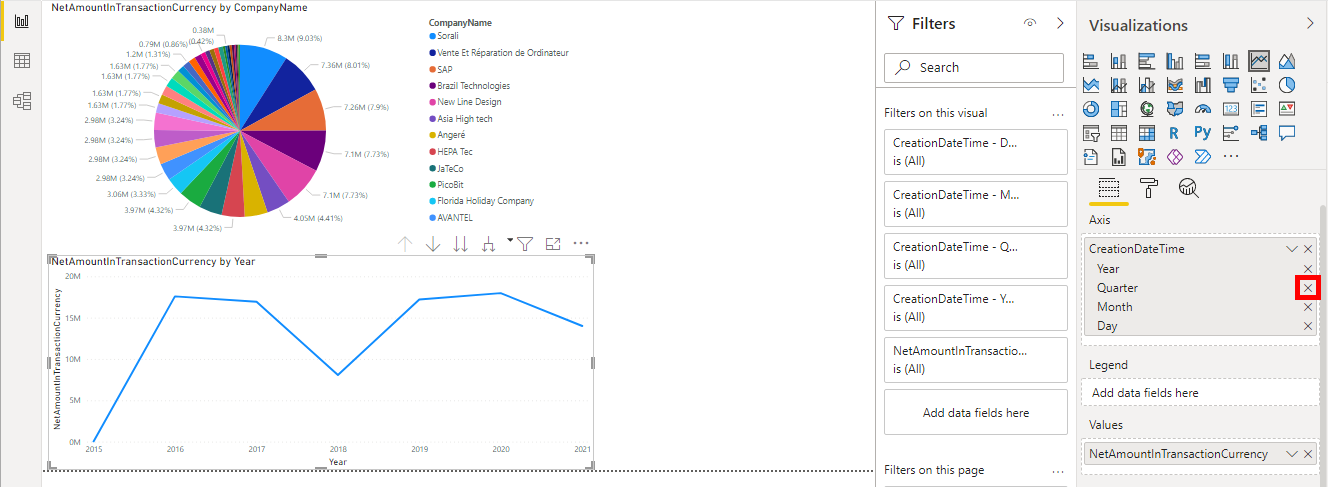 NetAmountInTransactionCurrency by CompanyName
0.38M
(0.42%)
0.79M (0.86%)
1.2M (1.31%)
1.63M (1.77%)
1.63M (1.77%)
1.63M (1.77%)
1.63M (1.77%)
2.98M (3.24%)
2.98M (3.24%)
2.98M (3.24%)
2.98M (3.24%)
3.06M (3.33%)
3.97M (4.32%)
3.97M (4.32%)
8.3M (9.03%)
7.36M (8.01%)
7.26M (7.9%)
7.1M (7.73%)
7.1M (7.73%)
4.05M (4.41%)
CompanyName
Sorali
Vente Et Réparation de Ordinateur
SAP
Brazil Technologies
New Line Design
Asia High tech
Angeré
HEPA Tec
JaTeCo
PicoBit
Florida Holiday Company
AVANTEL
NetAmountInTransactionCurrency by Year
NetAmountInTransactionCurrency
20M
15M
10M
5M
0M
2015 2016 2017 2018 2019 2020 2021
Year
Filters
Search
Filters on this visual ...
CreationDateTime - D...
is (All)
CreationDateTime - M...
is (All)
CreationDateTime - Q...
is (All)
CreationDateTime - Y...
is (All)
NetAmountInTransactio...
is (All)
Add data fields here
Filters on this page ...
Visualizations
123
R Py
...
Axis
CreationDateTime
Year
Quarter
Month
Day
Legend
Add data fields here
Values
NetAmountInTransactionCurrency